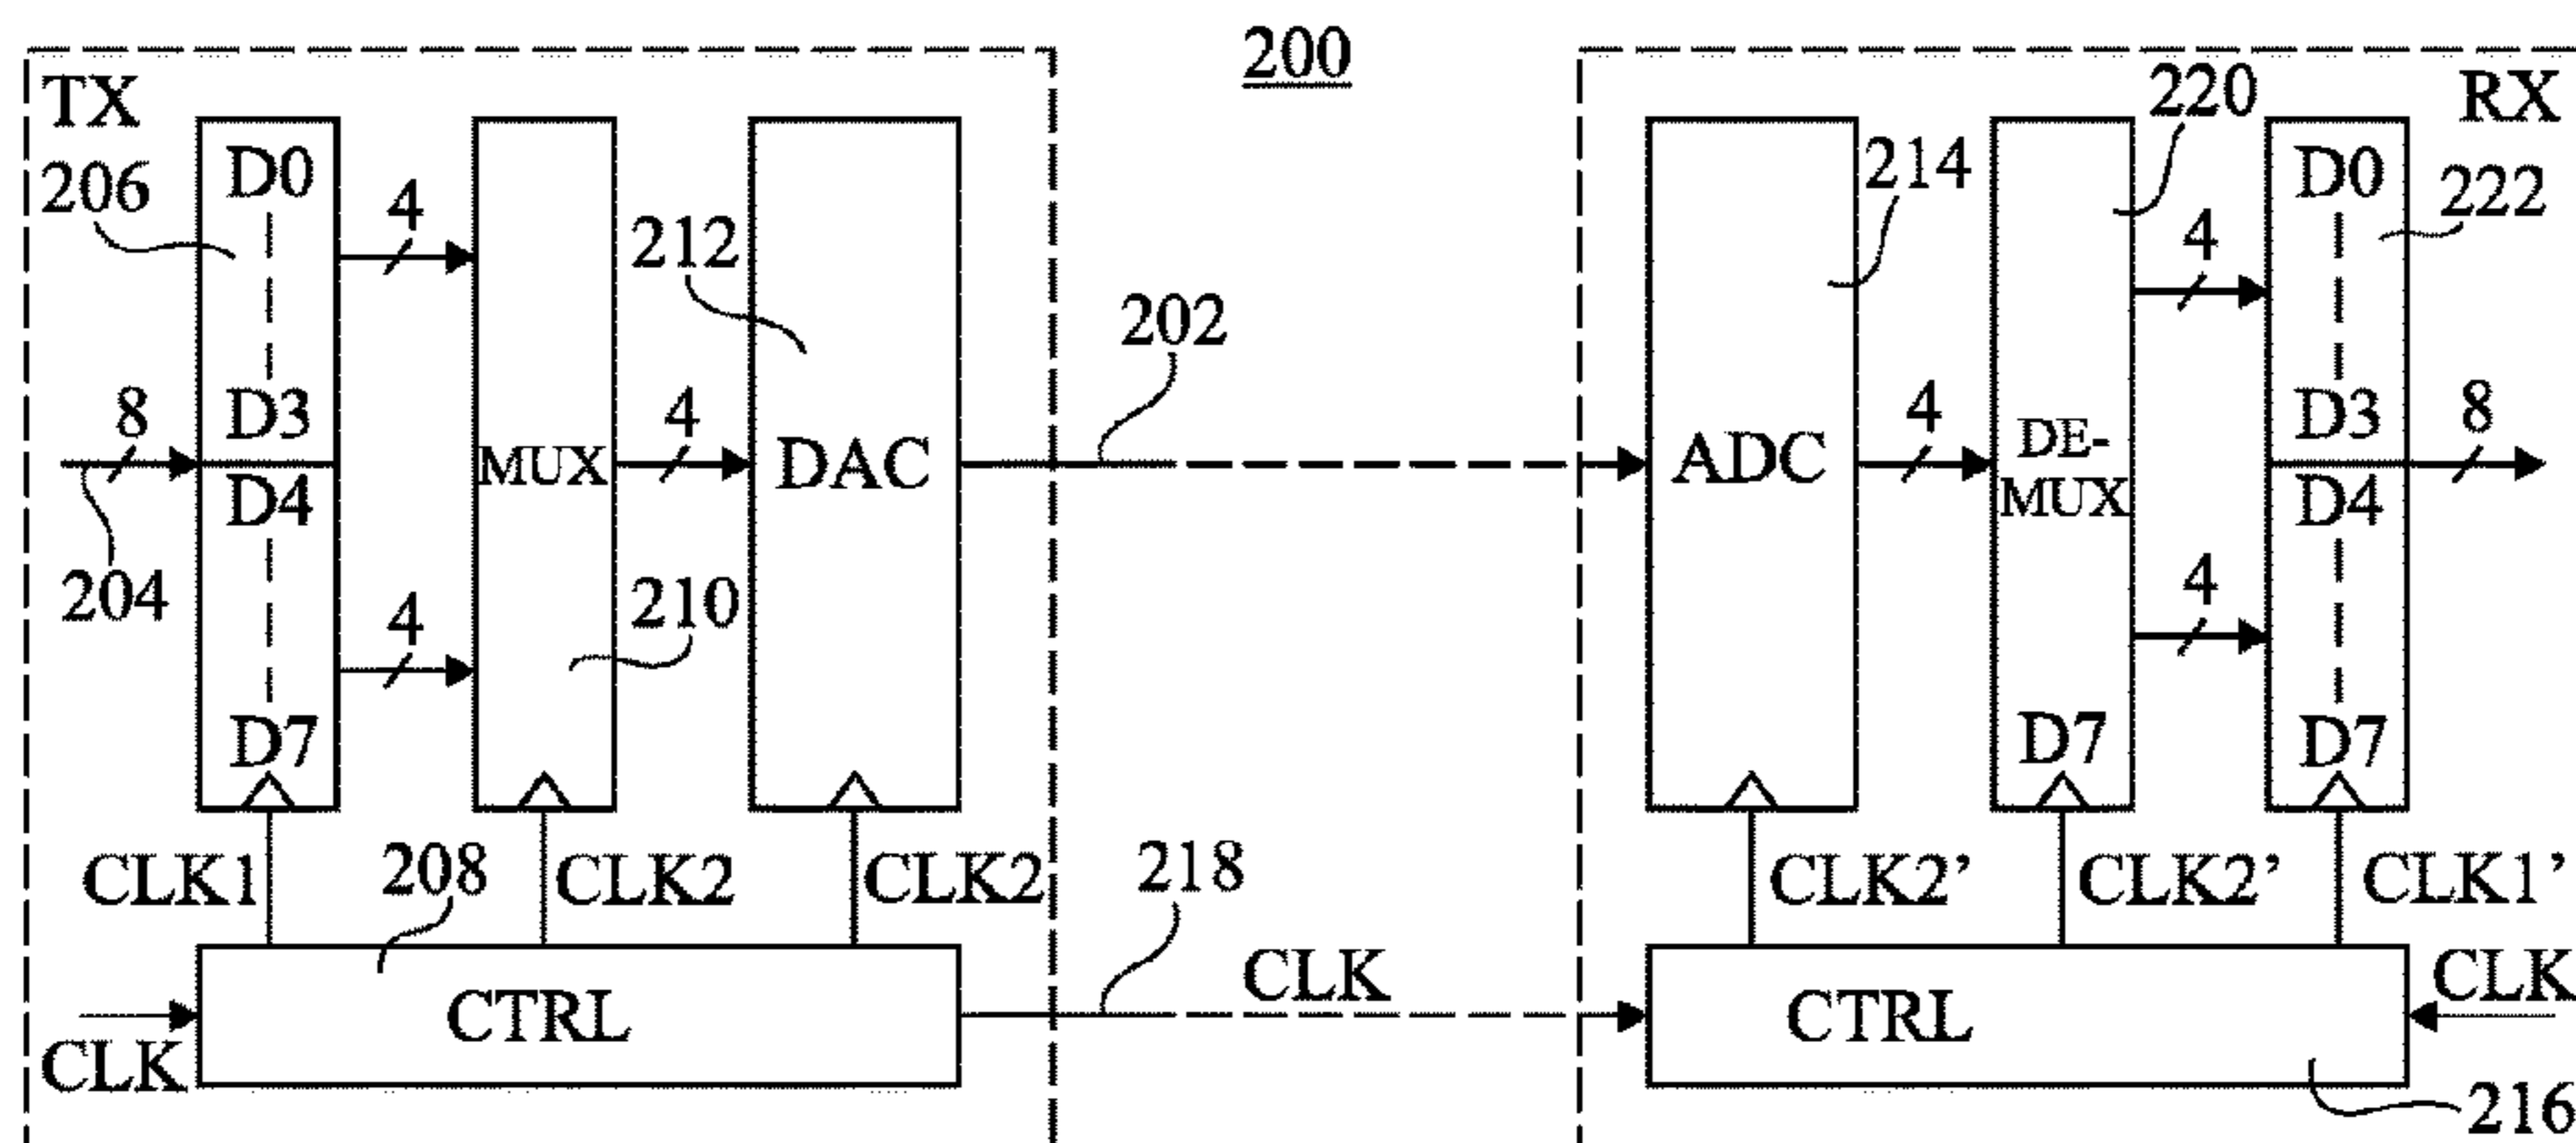 200
TX
RX
206
D0
D3
D4
D7
8
204
4
4
MUX
210
4
212
DAC
202
ADC
214
4
220
DE-
MUX
D7
4
4
D0
D3
D4
D7
222
8
CLK1
208
CLK2
CLK2
218
CLK2’
CLK2’
CLK1’
CLK
CTRL
CLK
CTRL
CLK
216